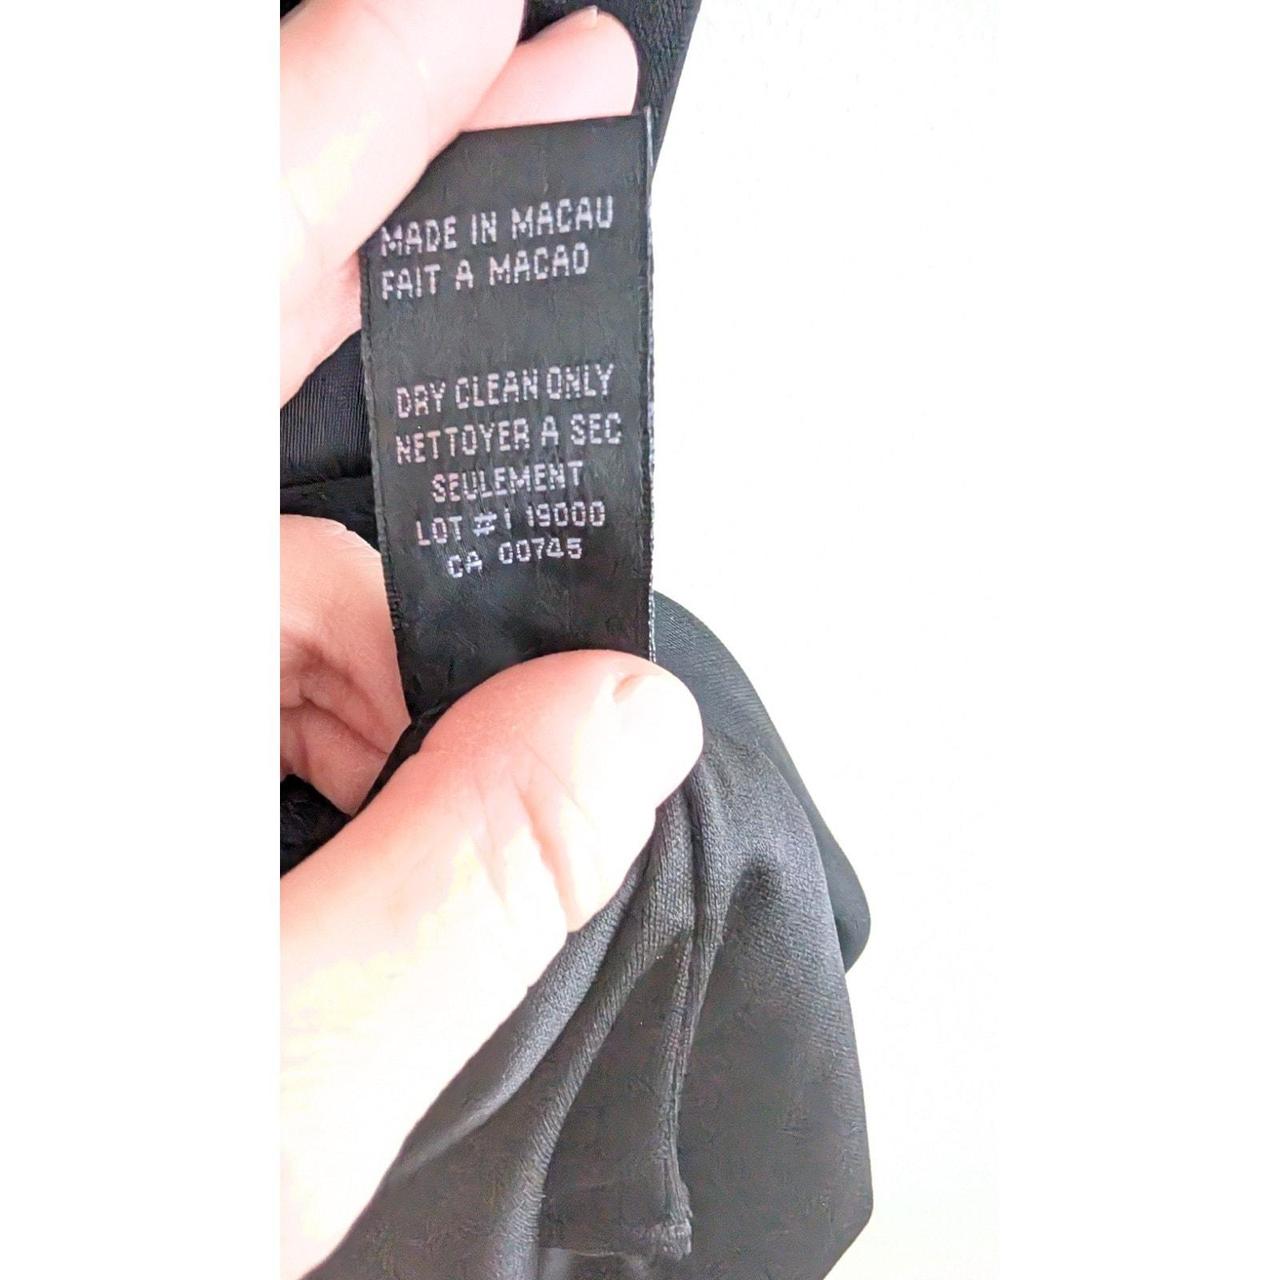 MADE IN MACAU
FAIT A MACAO
DRY CLEAN ONLY
NETTOYER A SEC
SEULEMENT
LOT #1 19000
CA 00745